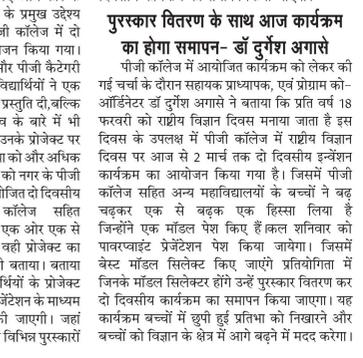 के प्रमुख उद्देश्य
जी कॉलेज में दो
जन किया गया।
और पीजी कैटेगरी
विद्यार्थियों ने एक
प्रस्तुति दी,बल्कि
व के बारे में भी
उनके प्रोजेक्ट पर
ा को और अधिक
को नगर के पीजी
योजित दो दिवसीय
कॉलेज सहित
एक ओर एक से
वही प्रोजेक्ट का
ी बताया। बताया
र्थियों के प्रोजेक्ट
जेंटेशन के माध्यम
की जाएगी। जहां
विभिन्न पुरस्कारों
पुरस्कार वितरण के साथ आज कार्यक्रम
का होगा समापन- डॉ दुर्गेश अगासे
पीजी कॉलेज में आयोजित कार्यक्रम को लेकर की
गई चर्चा के दौरान सहायक प्राध्यापक, एवं प्रोग्राम को-
ऑर्डिनेटर डॉ दुर्गेश अगासे ने बताया कि प्रति वर्ष 18
फरवरी को राष्ट्रीय विज्ञान दिवस मनाया जाता है इस
दिवस के उपलक्ष में पीजी कॉलेज में राष्ट्रीय विज्ञान
दिवस पर आज से 2 मार्च तक दो दिवसीय इन्वेंशन
कार्यक्रम का आयोजन किया गया है। जिसमें पीजी
कॉलेज सहित अन्य महाविद्यालयों के बच्चों ने बढ़
चढ़कर एक से बढ़क एक हिस्सा लिया है
जिन्होंने एक मॉडल पेश किए हैं।कल शनिवार को
पावरप्वाइंट प्रेजेंटेशन पेश किया जायेगा। जिसमें
बेस्ट मॉडल सिलेक्ट किए जाएंगे प्रतियोगिता में
जिनके मॉडल सिलेक्टर होंगे उन्हें पुरस्कार वितरण कर
दो दिवसीय कार्यक्रम का समापन किया जाएगा। यह
कार्यक्रम बच्चों में छुपी हुई प्रतिभा को निखारने और
बच्चों को विज्ञान के क्षेत्र में आगे बढ़ने में मदद करेगा।